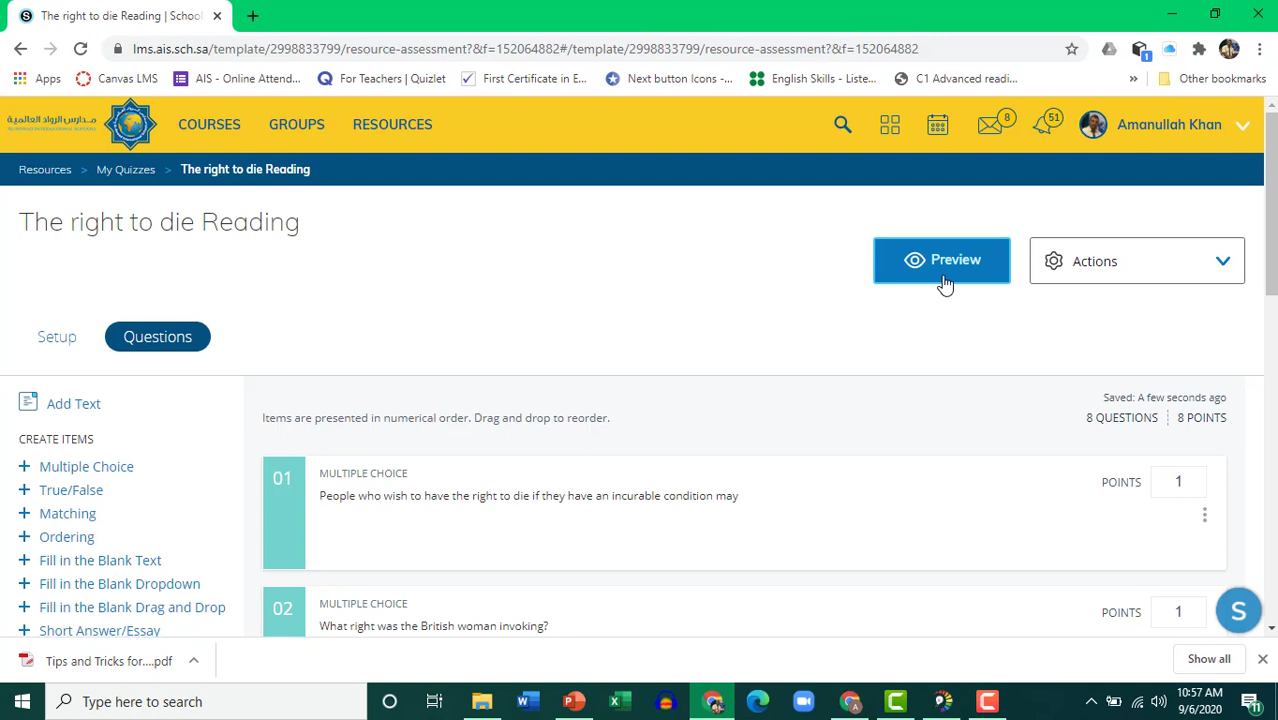 The right to die Reading | School
lms.ais.sch.sa/template/2998833799/resource-assessment?&f=152064882#/template/2998833799/resource-assessment?&f=152064882
Apps Canvas LMS AIS - Online Attend... For Teachers | Quizlet First Certificate in E... Next button Icons -... English Skills - Liste... C1 Advanced readi... » Other bookmarks
مدارس الرواد العالمية
COURSES GROUPS RESOURCES 8 51 Amanullah Khan
Resources > My Quizzes > The right to die Reading
The right to die Reading
Preview Actions
Setup Questions
Add Text
Saved: A few seconds ago
Items are presented in numerical order. Drag and drop to reorder. 8 QUESTIONS 8 POINTS
CREATE ITEMS
+ Multiple Choice
+ True/False
+ Matching
+ Ordering
+ Fill in the Blank Text
+ Fill in the Blank Dropdown
+ Fill in the Blank Drag and Drop
+ Short Answer/Essay
01 MULTIPLE CHOICE POINTS 1
People who wish to have the right to die if they have an incurable condition may
02 MULTIPLE CHOICE POINTS 1
What right was the British woman invoking?
S
Tips and Tricks for....pdf Show all
Type here to search
10:57 AM
9/6/2020 11